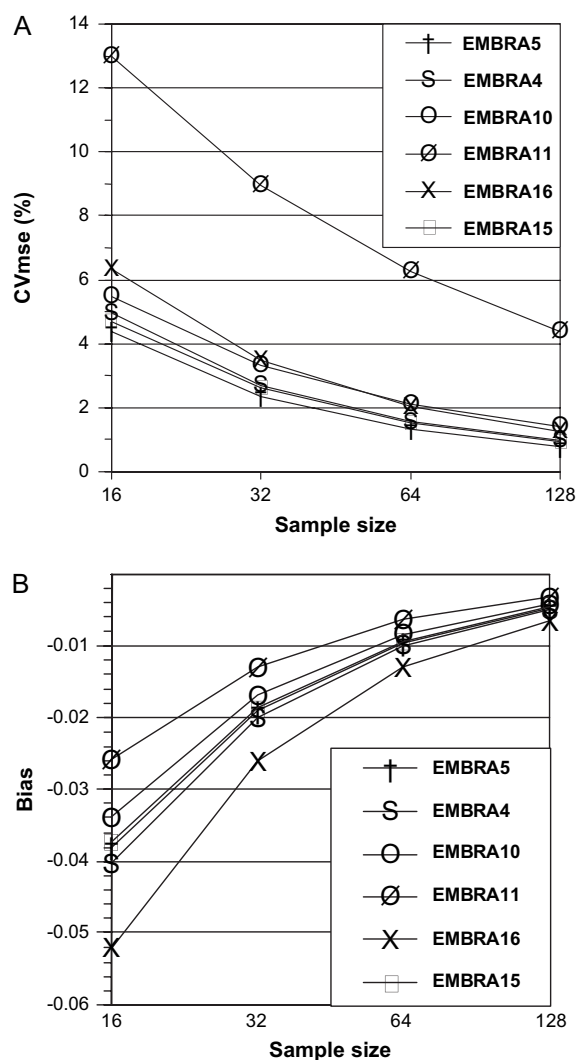 A
14
12
10
8
6
4
2
0
CVmse (%)
16 32 64 128
Sample size
EMBRA5
EMBRA4
EMBRA10
EMBRA11
EMBRA16
EMBRA15
B
-0.01
-0.02
-0.03
-0.04
-0.05
-0.06
Bias
16 32 64 128
Sample size
EMBRA5
EMBRA4
EMBRA10
EMBRA11
EMBRA16
EMBRA15